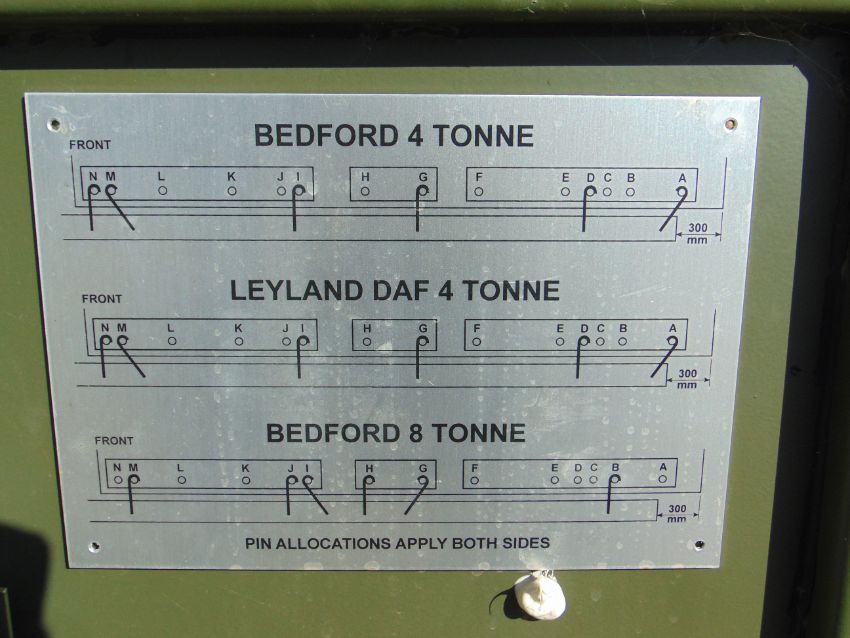 BEDFORD 4 TONNE
FRONT
N M L K J I H G F E D C B A
300
mm
LEYLAND DAF 4 TONNE
FRONT
N M L K J I H G F E D C B A
300
mm
BEDFORD 8 TONNE
FRONT
N M L K J I H G F E D C B A
300
mm
PIN ALLOCATIONS APPLY BOTH SIDES